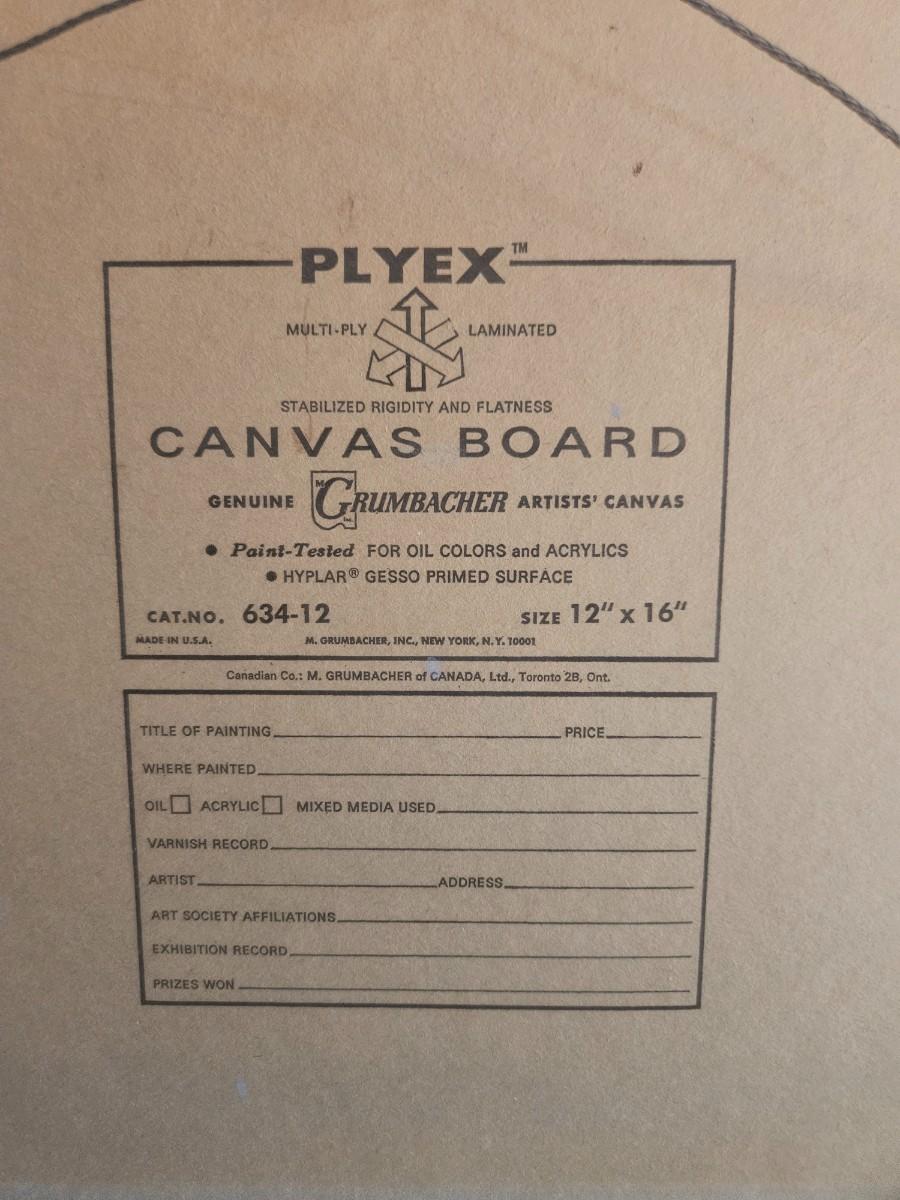 PLYEX™
MULTI-PLY LAMINATED
STABILIZED RIGIDITY AND FLATNESS
CANVAS BOARD
GENUINE M. GRUMBACHER Inc. ARTISTS' CANVAS
● Paint-Tested FOR OIL COLORS and ACRYLICS
● HYPLAR® GESSO PRIMED SURFACE
CAT.NO. 634-12 SIZE 12" x 16"
MADE IN U.S.A. M. GRUMBACHER, INC., NEW YORK, N.Y. 10001
Canadian Co.: M. GRUMBACHER of CANADA, Ltd., Toronto 2B, Ont.
TITLE OF PAINTING PRICE
WHERE PAINTED
OIL ACRYLIC MIXED MEDIA USED
VARNISH RECORD
ARTIST ADDRESS
ART SOCIETY AFFILIATIONS
EXHIBITION RECORD
PRIZES WON